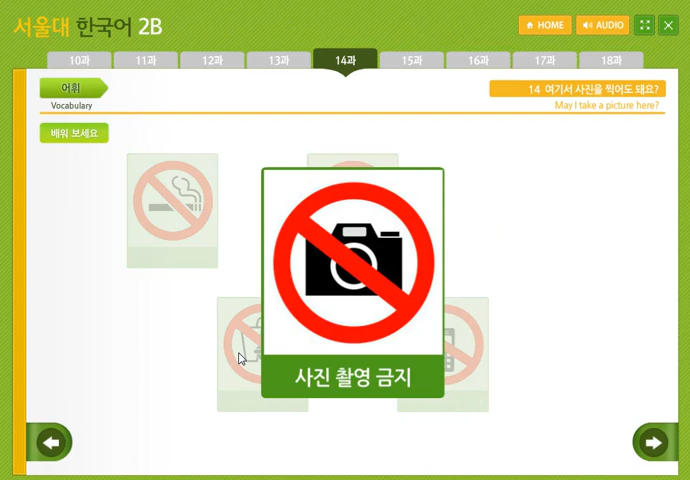 서울대 한국어 2B
HOME
AUDIO
10과
11과
12과
13과
14과
15과
16과
17과
18과
어휘
Vocabulary
14 여기서 사진을 찍어도 돼요?
May I take a picture here?
배워 보세요
사진 촬영 금지